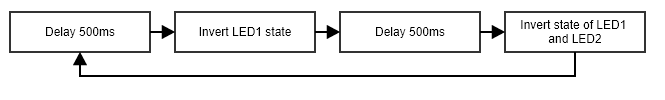 Delay 500ms
Invert LED1 state
Delay 500ms
Invert state of LED1
and LED2